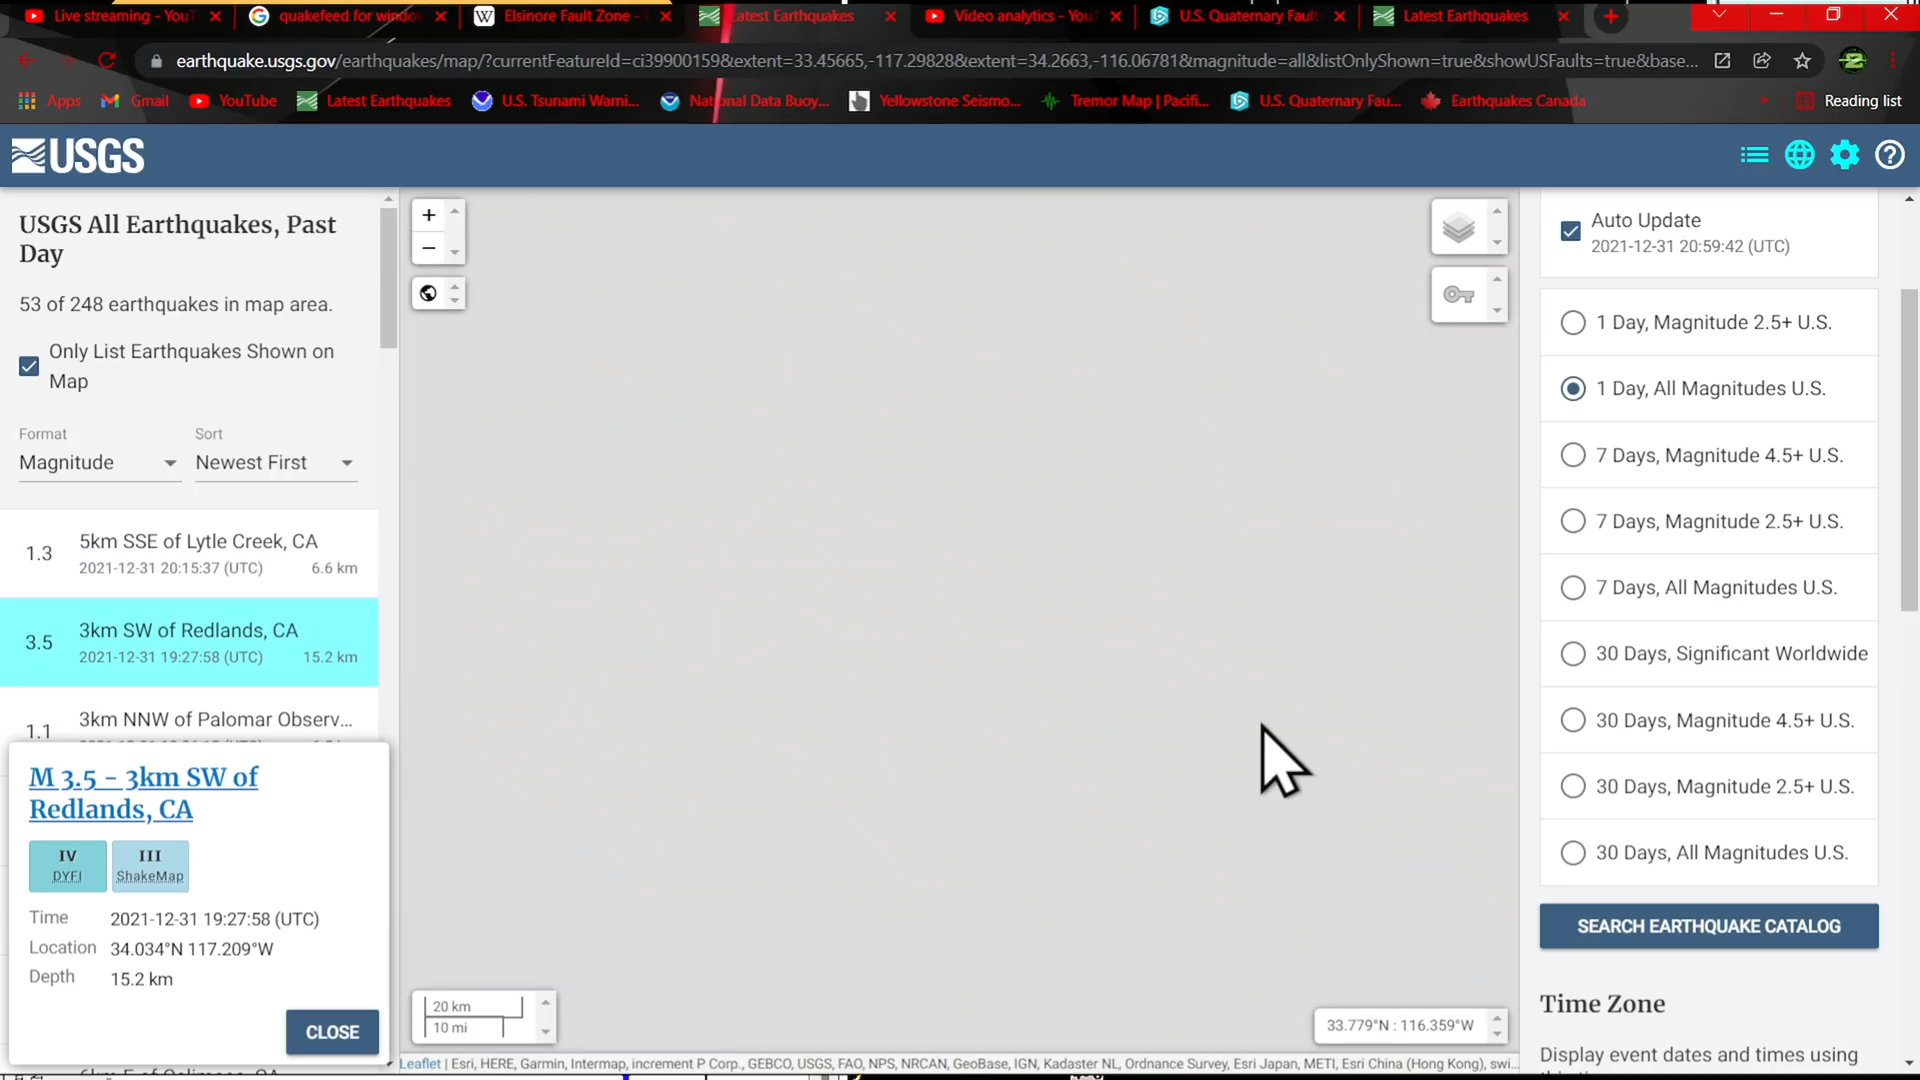 Live streaming - YouT
quakefeed for window
Elsinore Fault Zone -
Latest Earthquakes
Video analytics - YouT
U.S. Quaternary Fault
Latest Earthquakes
earthquake.usgs.gov/earthquakes/map/?currentFeatureId=ci39900159&extent=33.45665,-117.29828&extent=34.2663,-116.06781&magnitude=all&listOnlyShown=true&showUSFaults=true&base...
Apps
Gmail
YouTube
Latest Earthquakes
U.S. Tsunami Warni...
National Data Buoy...
Yellowstone Seismo...
Tremor Map | Pacifi...
U.S. Quaternary Fau...
Earthquakes Canada
Reading list
USGS
USGS All Earthquakes, Past
Day
53 of 248 earthquakes in map area.
Only List Earthquakes Shown on
Map
Format
Magnitude
Sort
Newest First
1.3
5km SSE of Lytle Creek, CA
2021-12-31 20:15:37 (UTC)
6.6 km
3.5
3km SW of Redlands, CA
2021-12-31 19:27:58 (UTC)
15.2 km
1.1
3km NNW of Palomar Observ...
M 3.5 - 3km SW of
Redlands, CA
IV
DYFI
III
ShakeMap
Time
2021-12-31 19:27:58 (UTC)
Location
34.034°N 117.209°W
Depth
15.2 km
CLOSE
+
−
20 km
10 mi
33.779°N : 116.359°W
Leaflet | Esri, HERE, Garmin, Intermap, increment P Corp., GEBCO, USGS, FAO, NPS, NRCAN, GeoBase, IGN, Kadaster NL, Ordnance Survey, Esri Japan, METI, Esri China (Hong Kong), swi...
Auto Update
2021-12-31 20:59:42 (UTC)
1 Day, Magnitude 2.5+ U.S.
1 Day, All Magnitudes U.S.
7 Days, Magnitude 4.5+ U.S.
7 Days, Magnitude 2.5+ U.S.
7 Days, All Magnitudes U.S.
30 Days, Significant Worldwide
30 Days, Magnitude 4.5+ U.S.
30 Days, Magnitude 2.5+ U.S.
30 Days, All Magnitudes U.S.
SEARCH EARTHQUAKE CATALOG
Time Zone
Display event dates and times using